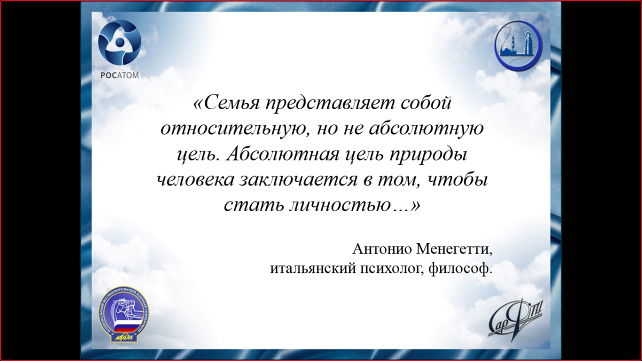 РОСАТОМ
«Семья представляет собой
относительную, но не абсолютную
цель. Абсолютная цель природы
человека заключается в том, чтобы
стать личностью…»
Антонио Менегетти,
итальянский психолог, философ.
СарФТИ